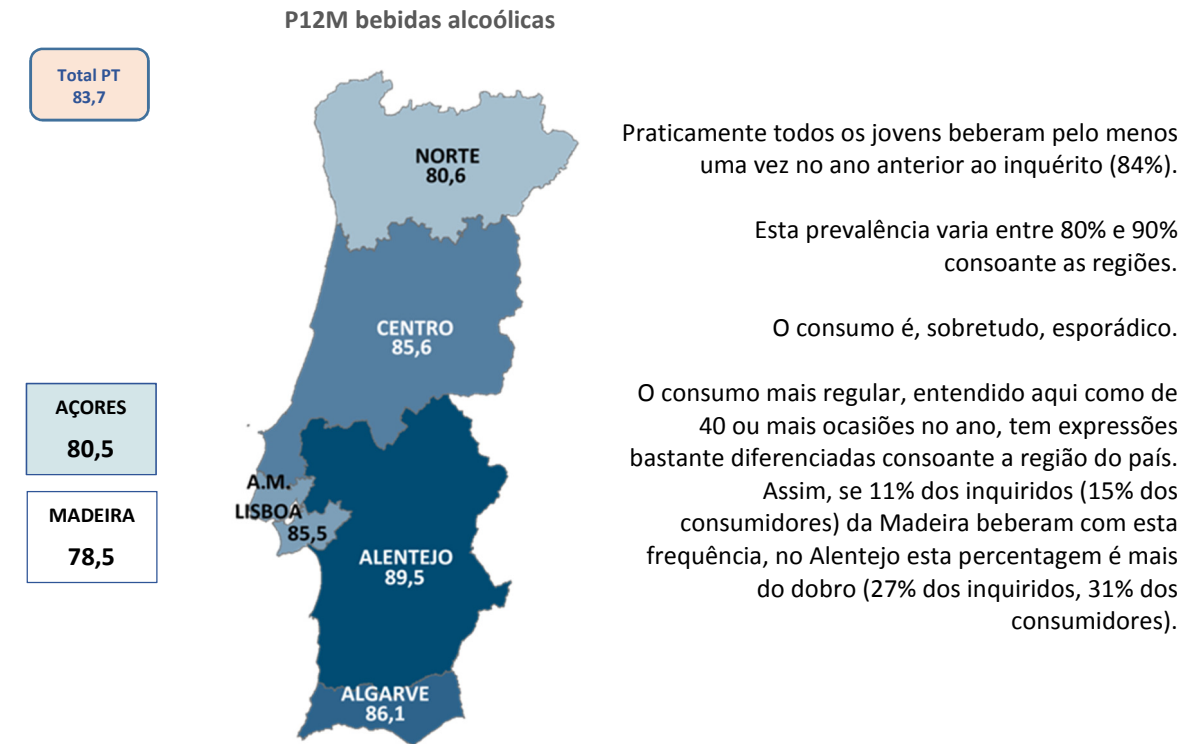 P12M bebidas alcoólicas
Total PT
83,7
NORTE
80,6
CENTRO
85,6
A.M.
LISBOA
85,5
ALENTEJO
89,5
ALGARVE
86,1
AÇORES
80,5
MADEIRA
78,5
Praticamente todos os jovens beberam pelo menos
uma vez no ano anterior ao inquérito (84%).
Esta prevalência varia entre 80% e 90%
consoante as regiões.
O consumo é, sobretudo, esporádico.
O consumo mais regular, entendido aqui como de
40 ou mais ocasiões no ano, tem expressões
bastante diferenciadas consoante a região do país.
Assim, se 11% dos inquiridos (15% dos
consumidores) da Madeira beberam com esta
frequência, no Alentejo esta percentagem é mais
do dobro (27% dos inquiridos, 31% dos
consumidores).